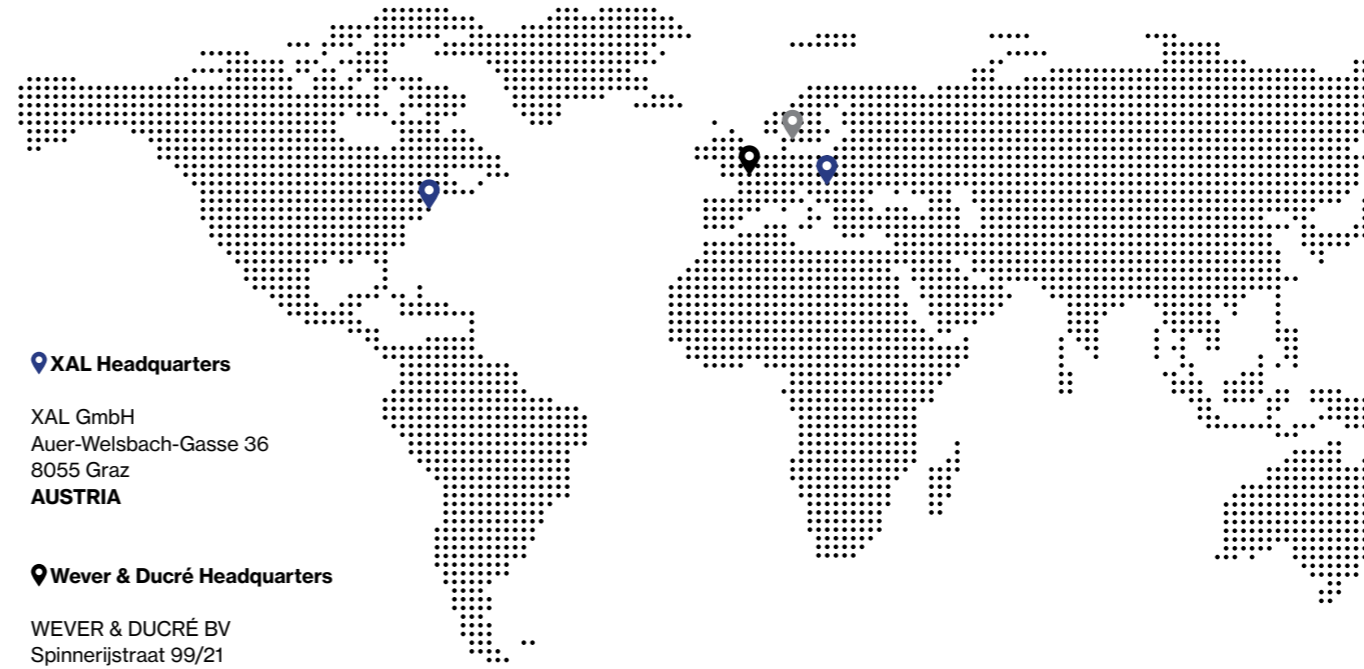 XAL Headquarters
XAL GmbH
Auer-Welsbach-Gasse 36
8055 Graz
AUSTRIA
Wever & Ducré Headquarters
WEVER & DUCRÉ BV
Spinnerijstraat 99/21